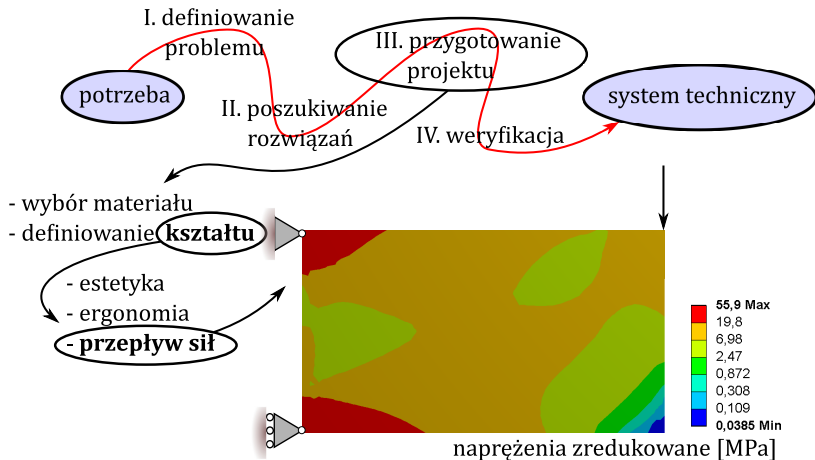 I. definiowanie
problemu
III. przygotowanie
projektu
potrzeba
system techniczny
II. poszukiwanie
rozwiązań
IV. weryfikacja
- wybór materiału
- definiowanie kształtu
- estetyka
- ergonomia
- przepływ sił
55,9 Max
19,8
6,98
2,47
0,872
0,308
0,109
0,0385 Min
naprężenia zredukowane [MPa]